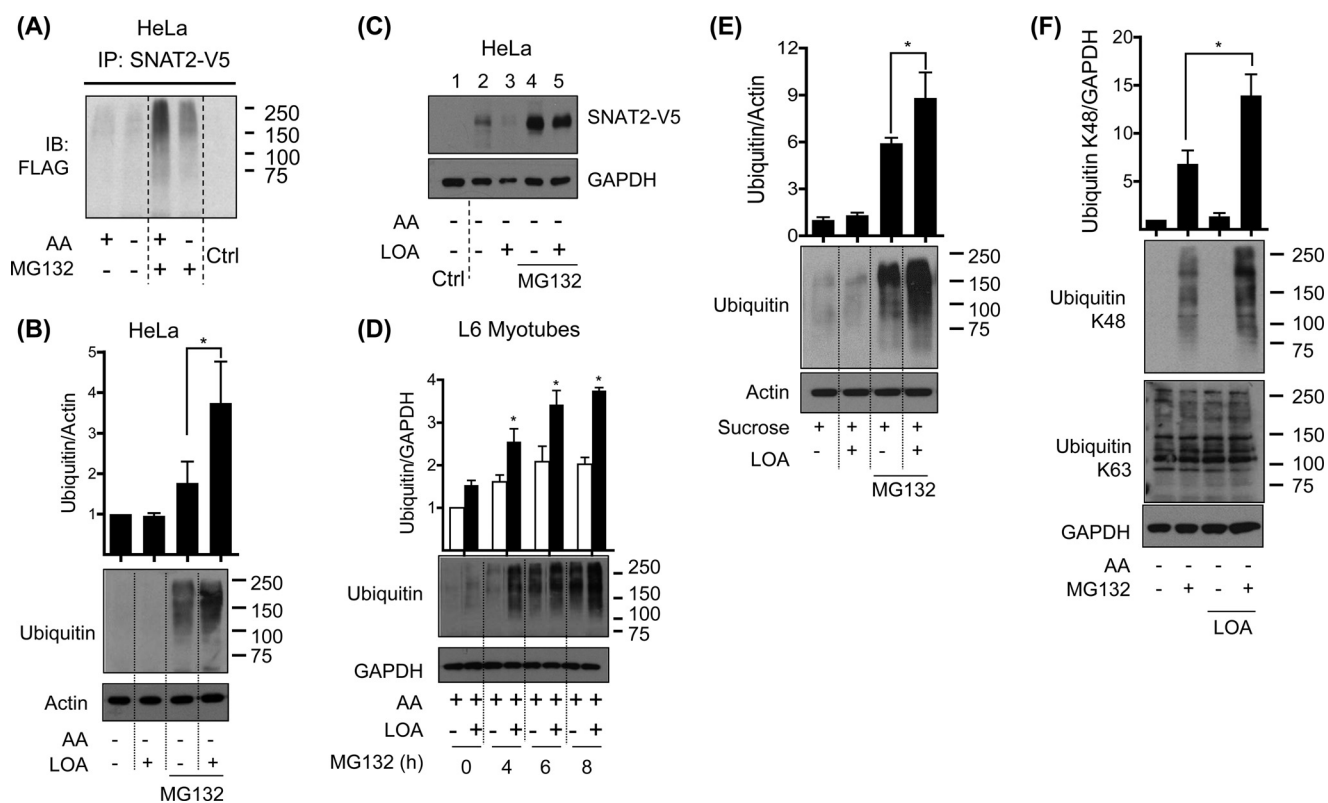 (A)
HeLa
IP: SNAT2-V5
IB:
FLAG
250
150
100
75
AA + - + -
MG132 - - + +
Ctrl
(B)
HeLa
Ubiquitin/Actin
5
4
3
2
1
*
Ubiquitin
250
150
100
75
Actin
AA - - - -
LOA - + - +
MG132
(C)
HeLa
1 2 3 4 5
SNAT2-V5
GAPDH
AA - - - - -
LOA - - + - +
Ctrl
MG132
(D)
L6 Myotubes
Ubiquitin/GAPDH
4
3
2
1
* * *
Ubiquitin
250
150
100
75
GAPDH
AA + + + + + + + +
LOA + + + +
MG132 (h) 0 4 6 8
(E)
Ubiquitin/Actin
12
9
6
3
0
*
Ubiquitin
250
150
100
75
Actin
Sucrose + + + +
LOA - + - +
MG132
(F)
Ubiquitin K48/GAPDH
20
15
10
5
*
Ubiquitin
K48
250
150
100
75
Ubiquitin
K63
250
150
100
75
GAPDH
AA - - - -
MG132 - + - +
LOA